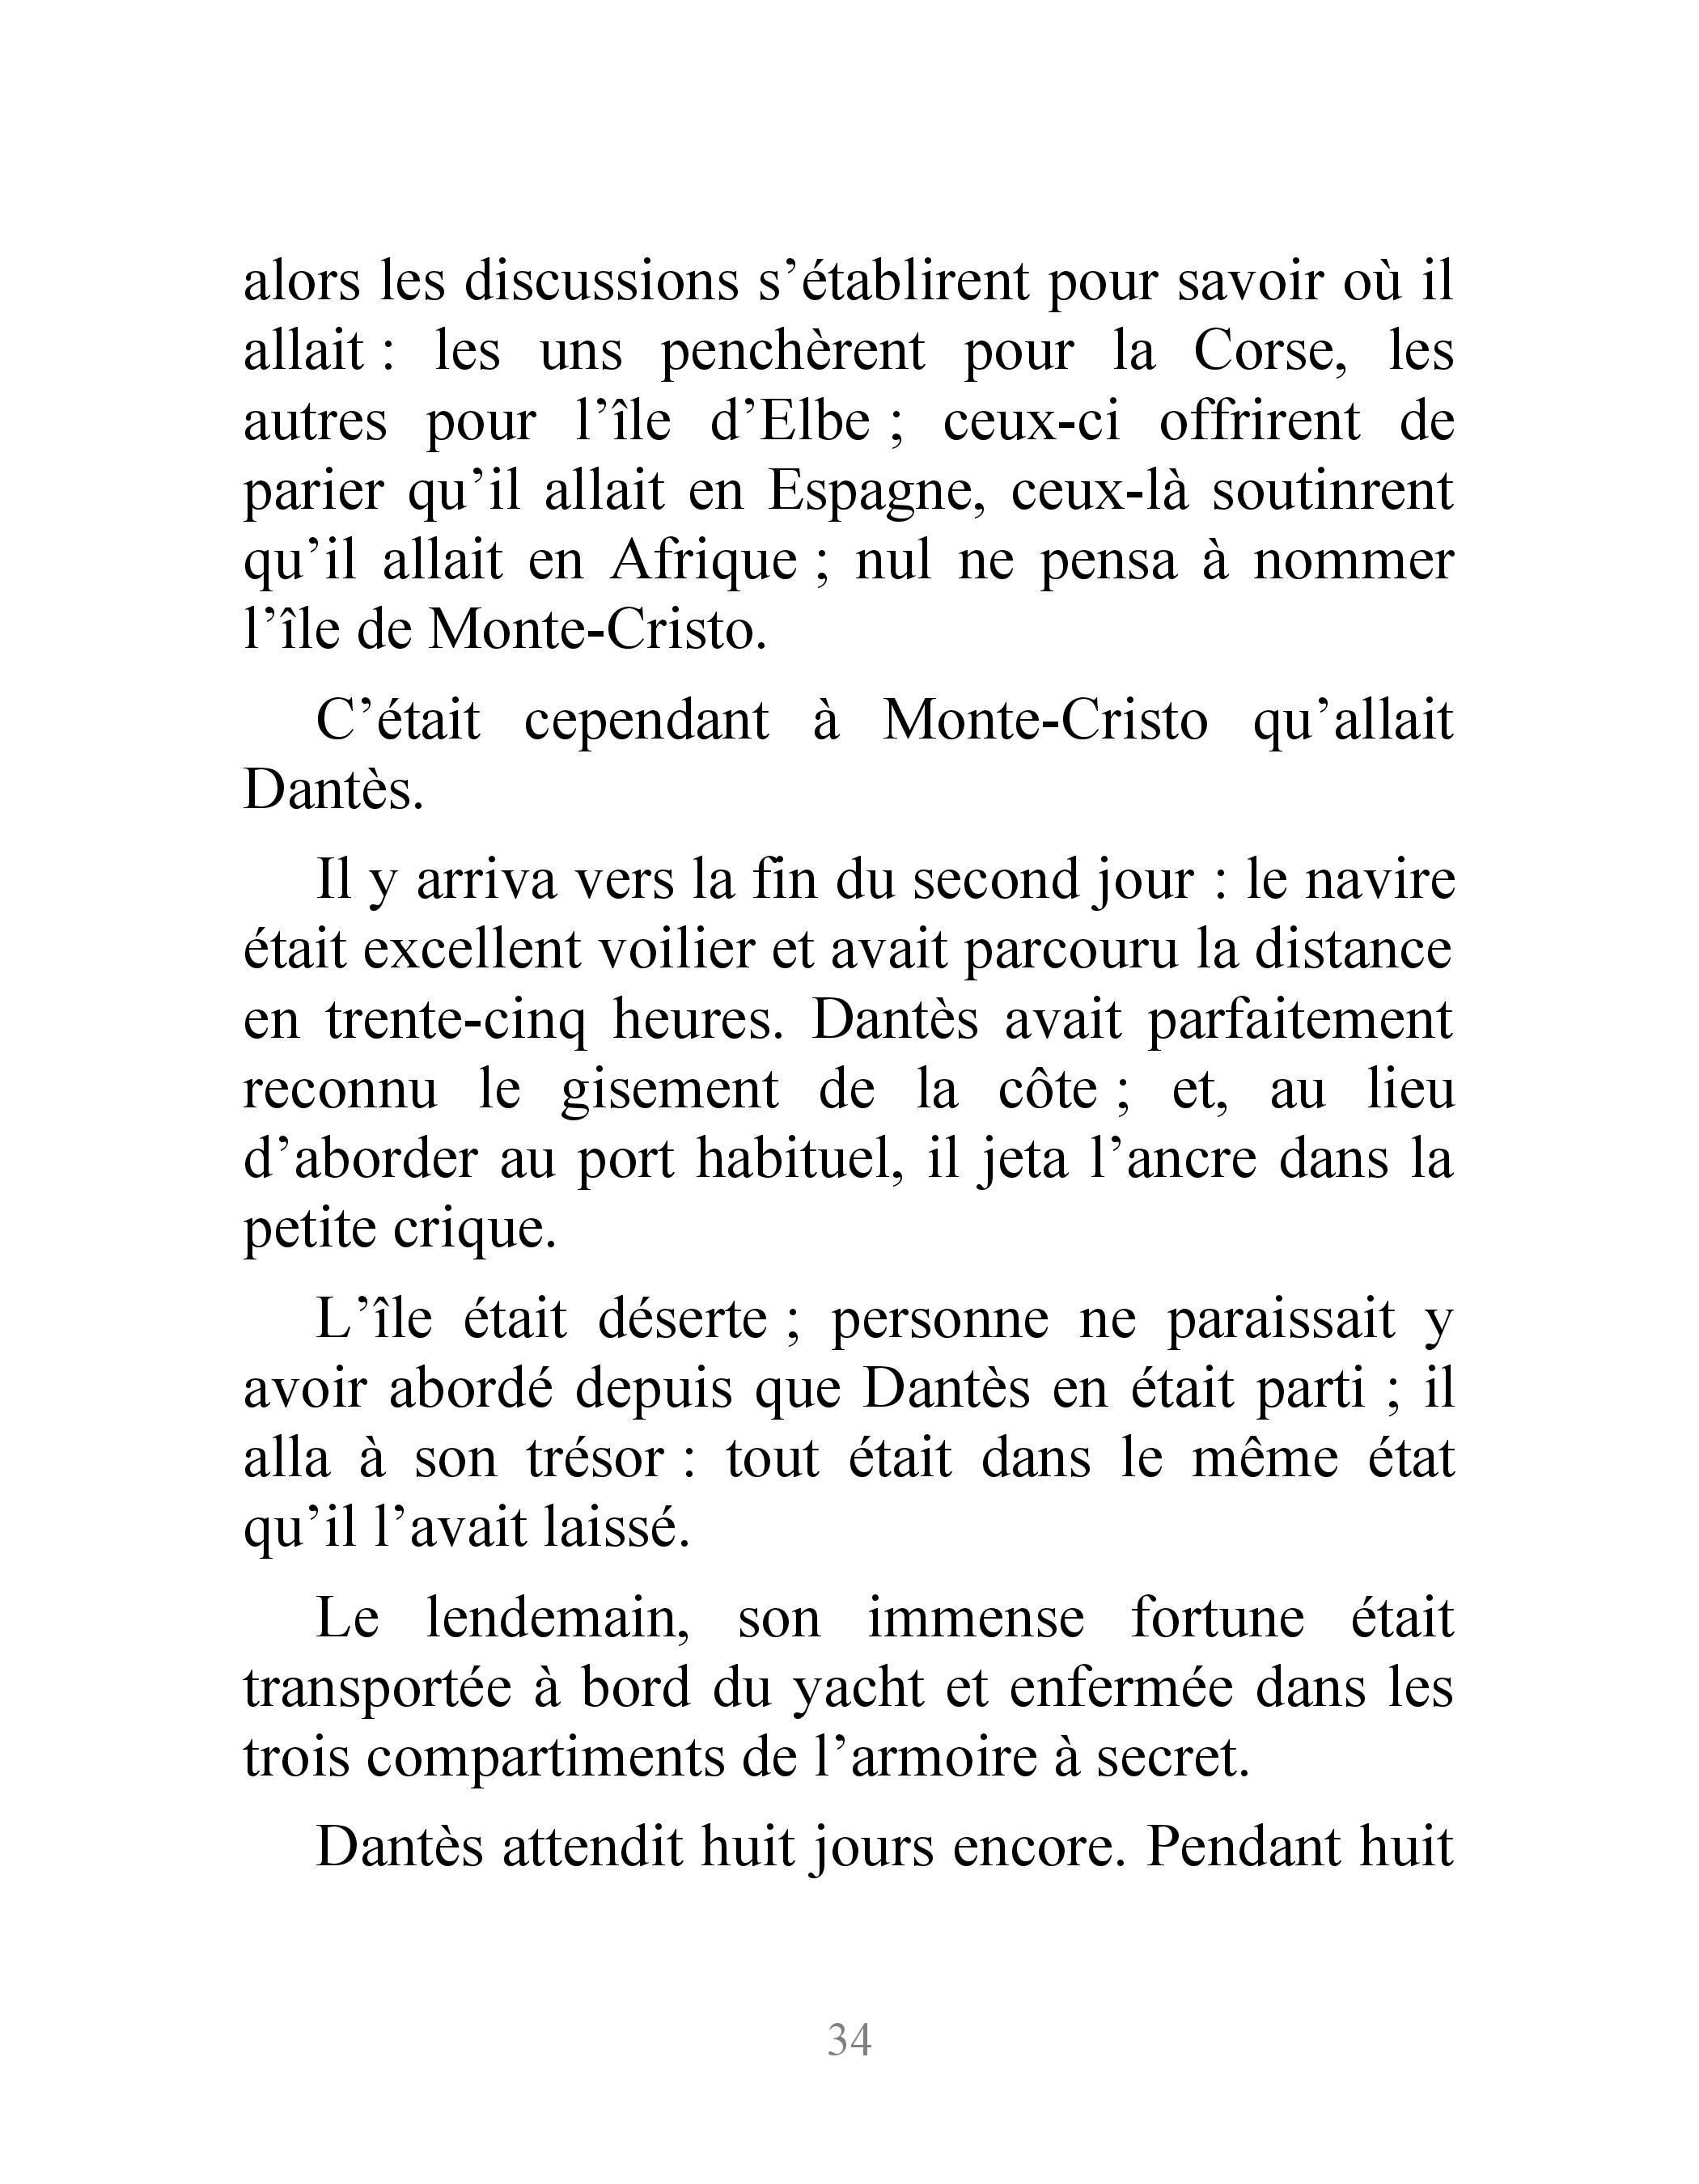 alors les discussions s’établirent pour savoir où il
allait : les uns penchèrent pour la Corse, les
autres pour l’île d’Elbe ; ceux-ci offrirent de
parier qu’il allait en Espagne, ceux-là soutinrent
qu’il allait en Afrique ; nul ne pensa à nommer
l’île de Monte-Cristo.
C’était cependant à Monte-Cristo qu’allait
Dantès.
Il y arriva vers la fin du second jour : le navire
était excellent voilier et avait parcouru la distance
en trente-cinq heures. Dantès avait parfaitement
reconnu le gisement de la côte ; et, au lieu
d’aborder au port habituel, il jeta l’ancre dans la
petite crique.
L’île était déserte ; personne ne paraissait y
avoir abordé depuis que Dantès en était parti ; il
alla à son trésor : tout était dans le même état
qu’il l’avait laissé.
Le lendemain, son immense fortune était
transportée à bord du yacht et enfermée dans les
trois compartiments de l’armoire à secret.
Dantès attendit huit jours encore. Pendant huit
34